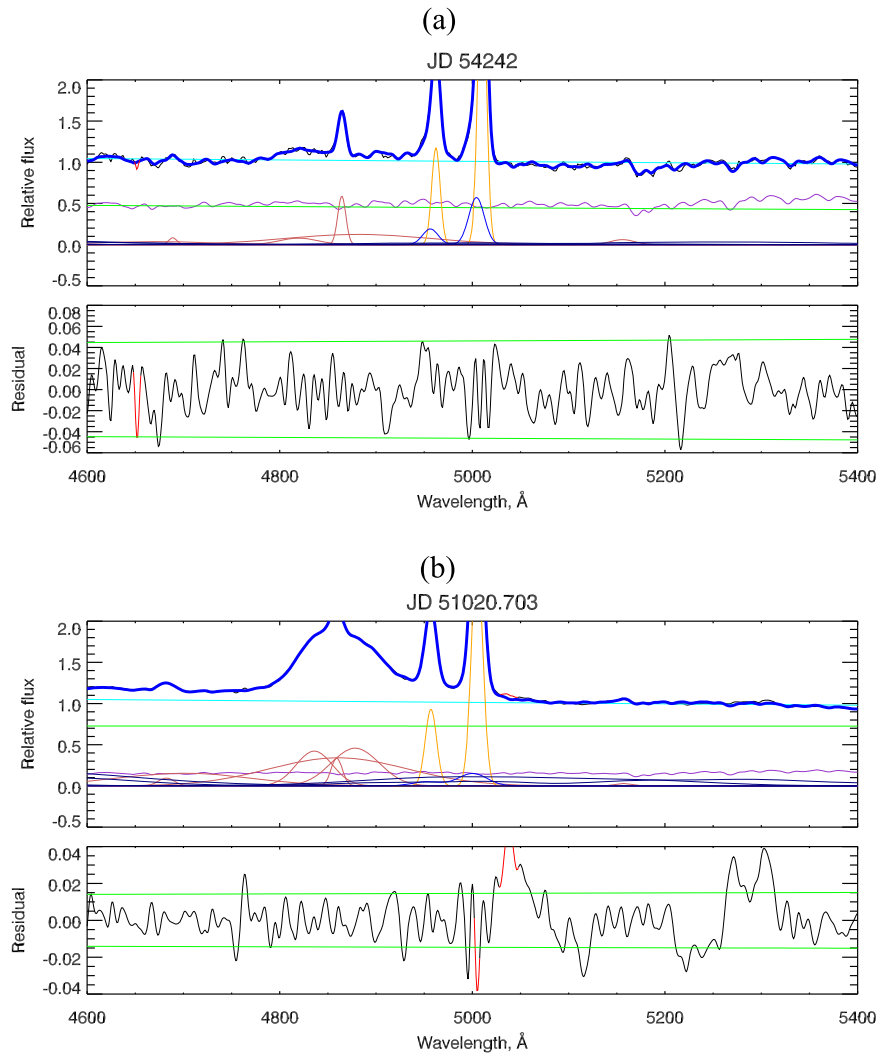 (a)
JD 54242
2.0
1.5
1.0
0.5
0.0
-0.5
Relative flux
0.08
0.06
0.04
0.02
0.00
-0.02
-0.04
-0.06
Residual
4600 4800 5000 5200 5400
Wavelength, Å
(b)
JD 51020.703
2.0
1.5
1.0
0.5
0.0
-0.5
Relative flux
0.04
0.02
0.00
-0.02
-0.04
Residual
4600 4800 5000 5200 5400
Wavelength, Å